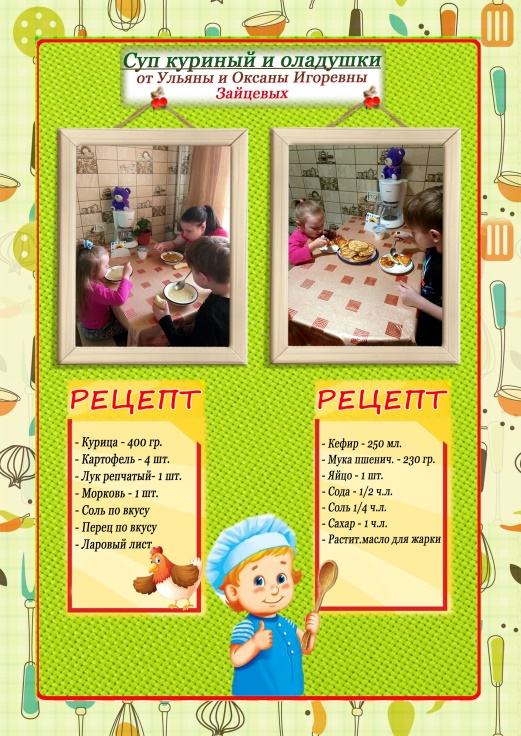 Суп куриный и оладушки
от Ульяны и Оксаны Игоревны
Зайцевых
РЕЦЕПТ
- Курица - 400 гр.
- Картофель - 4 шт.
- Лук репчатый- 1 шт.
- Морковь - 1 шт.
- Соль по вкусу
- Перец по вкусу
- Ларовый лист
РЕЦЕПТ
- Кефир - 250 мл.
- Мука пшенич. - 230 гр.
- Яйцо - 1 шт.
- Сода - 1/2 ч.л.
- Соль 1/4 ч.л.
- Сахар - 1 ч.л.
- Растит.масло для жарки